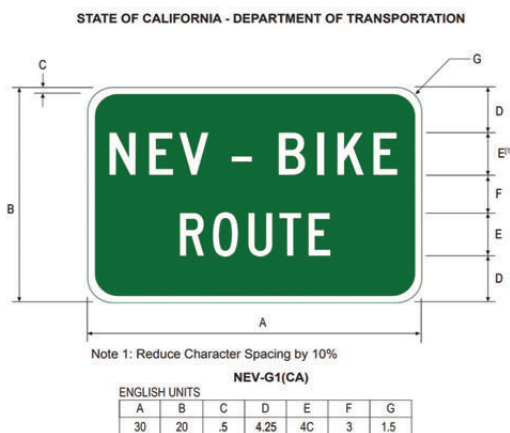 STATE OF CALIFORNIA - DEPARTMENT OF TRANSPORTATION
C
G
D
NEV - BIKE
E[1]
B
F
ROUTE
E
D
A
Note 1: Reduce Character Spacing by 10%
NEV-G1(CA)
ENGLISH UNITS
A B C D E F G
30 20 .5 4.25 4C 3 1.5